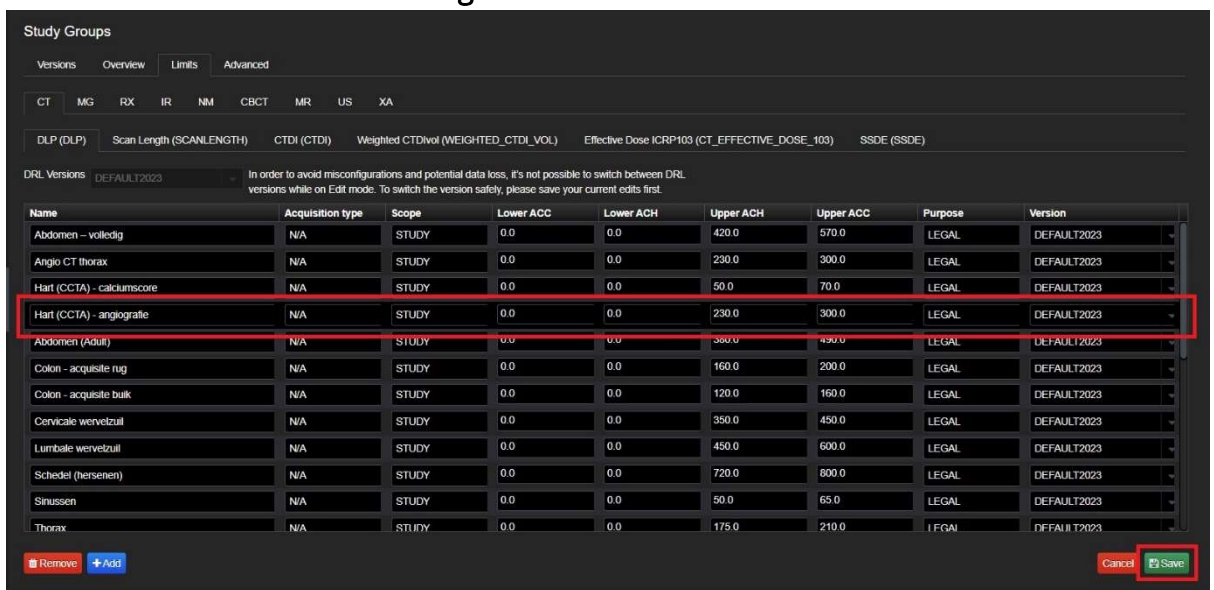 Study Groups
Versions Overview Limits Advanced
CT MG RX IR NM CBCT MR US XA
DLP (DLP) Scan Length (SCANLENGTH) CTDI (CTDI) Weighted CTDIvol (WEIGHTED_CTDI_VOL) Effective Dose ICRP103 (CT_EFFECTIVE_DOSE_103) SSDE (SSDE)
DRL Versions DEFAULT2023 In order to avoid misconfigurations and potential data loss, it's not possible to switch between DRL
versions while on Edit mode. To switch the version safely, please save your current edits first.
Name Acquisition type Scope Lower ACC Lower ACH Upper ACH Upper ACC Purpose Version
Abdomen – volledig N/A STUDY 0.0 0.0 420.0 570.0 LEGAL DEFAULT2023
Angio CT thorax N/A STUDY 0.0 0.0 230.0 300.0 LEGAL DEFAULT2023
Hart (CCTA) - calciumscore N/A STUDY 0.0 0.0 50.0 70.0 LEGAL DEFAULT2023
Hart (CCTA) - angiografie N/A STUDY 0.0 0.0 230.0 300.0 LEGAL DEFAULT2023
Abdomen (Adult) N/A STUDY 0.0 0.0 380.0 490.0 LEGAL DEFAULT2023
Colon - acquisite rug N/A STUDY 0.0 0.0 160.0 200.0 LEGAL DEFAULT2023
Colon - acquisite buik N/A STUDY 0.0 0.0 120.0 160.0 LEGAL DEFAULT2023
Cervicale wervelzuil N/A STUDY 0.0 0.0 350.0 450.0 LEGAL DEFAULT2023
Lumbale wervelzuil N/A STUDY 0.0 0.0 450.0 600.0 LEGAL DEFAULT2023
Schedel (hersenen) N/A STUDY 0.0 0.0 720.0 800.0 LEGAL DEFAULT2023
Sinussen N/A STUDY 0.0 0.0 50.0 65.0 LEGAL DEFAULT2023
Thorax N/A STUDY 0.0 0.0 175.0 210.0 LEGAL DEFAULT2023
Remove +Add Cancel Save